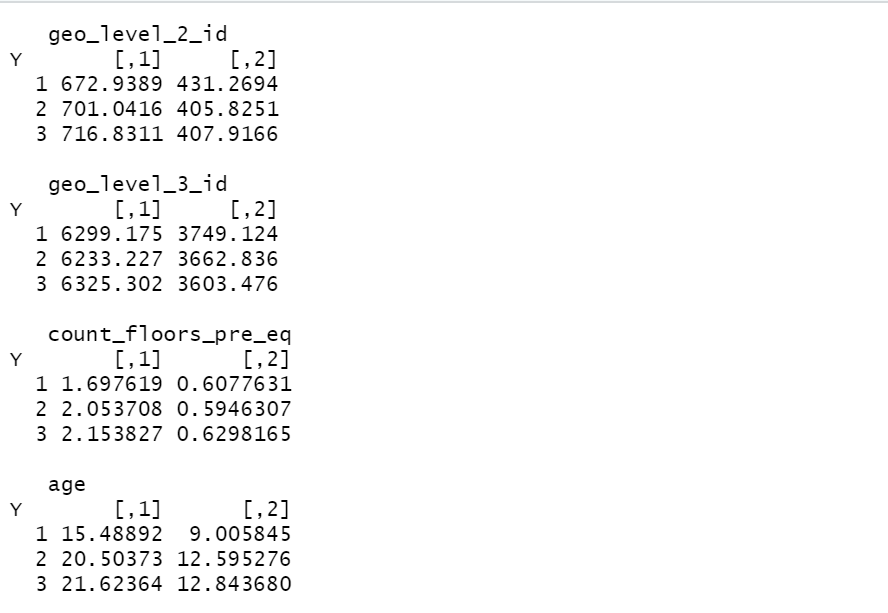 geo_level_2_id
Y [,1] [,2]
1 672.9389 431.2694
2 701.0416 405.8251
3 716.8311 407.9166
geo_level_3_id
Y [,1] [,2]
1 6299.175 3749.124
2 6233.227 3662.836
3 6325.302 3603.476
count_floors_pre_eq
Y [,1] [,2]
1 1.697619 0.6077631
2 2.053708 0.5946307
3 2.153827 0.6298165
age
Y [,1] [,2]
1 15.48892 9.005845
2 20.50373 12.595276
3 21.62364 12.843680